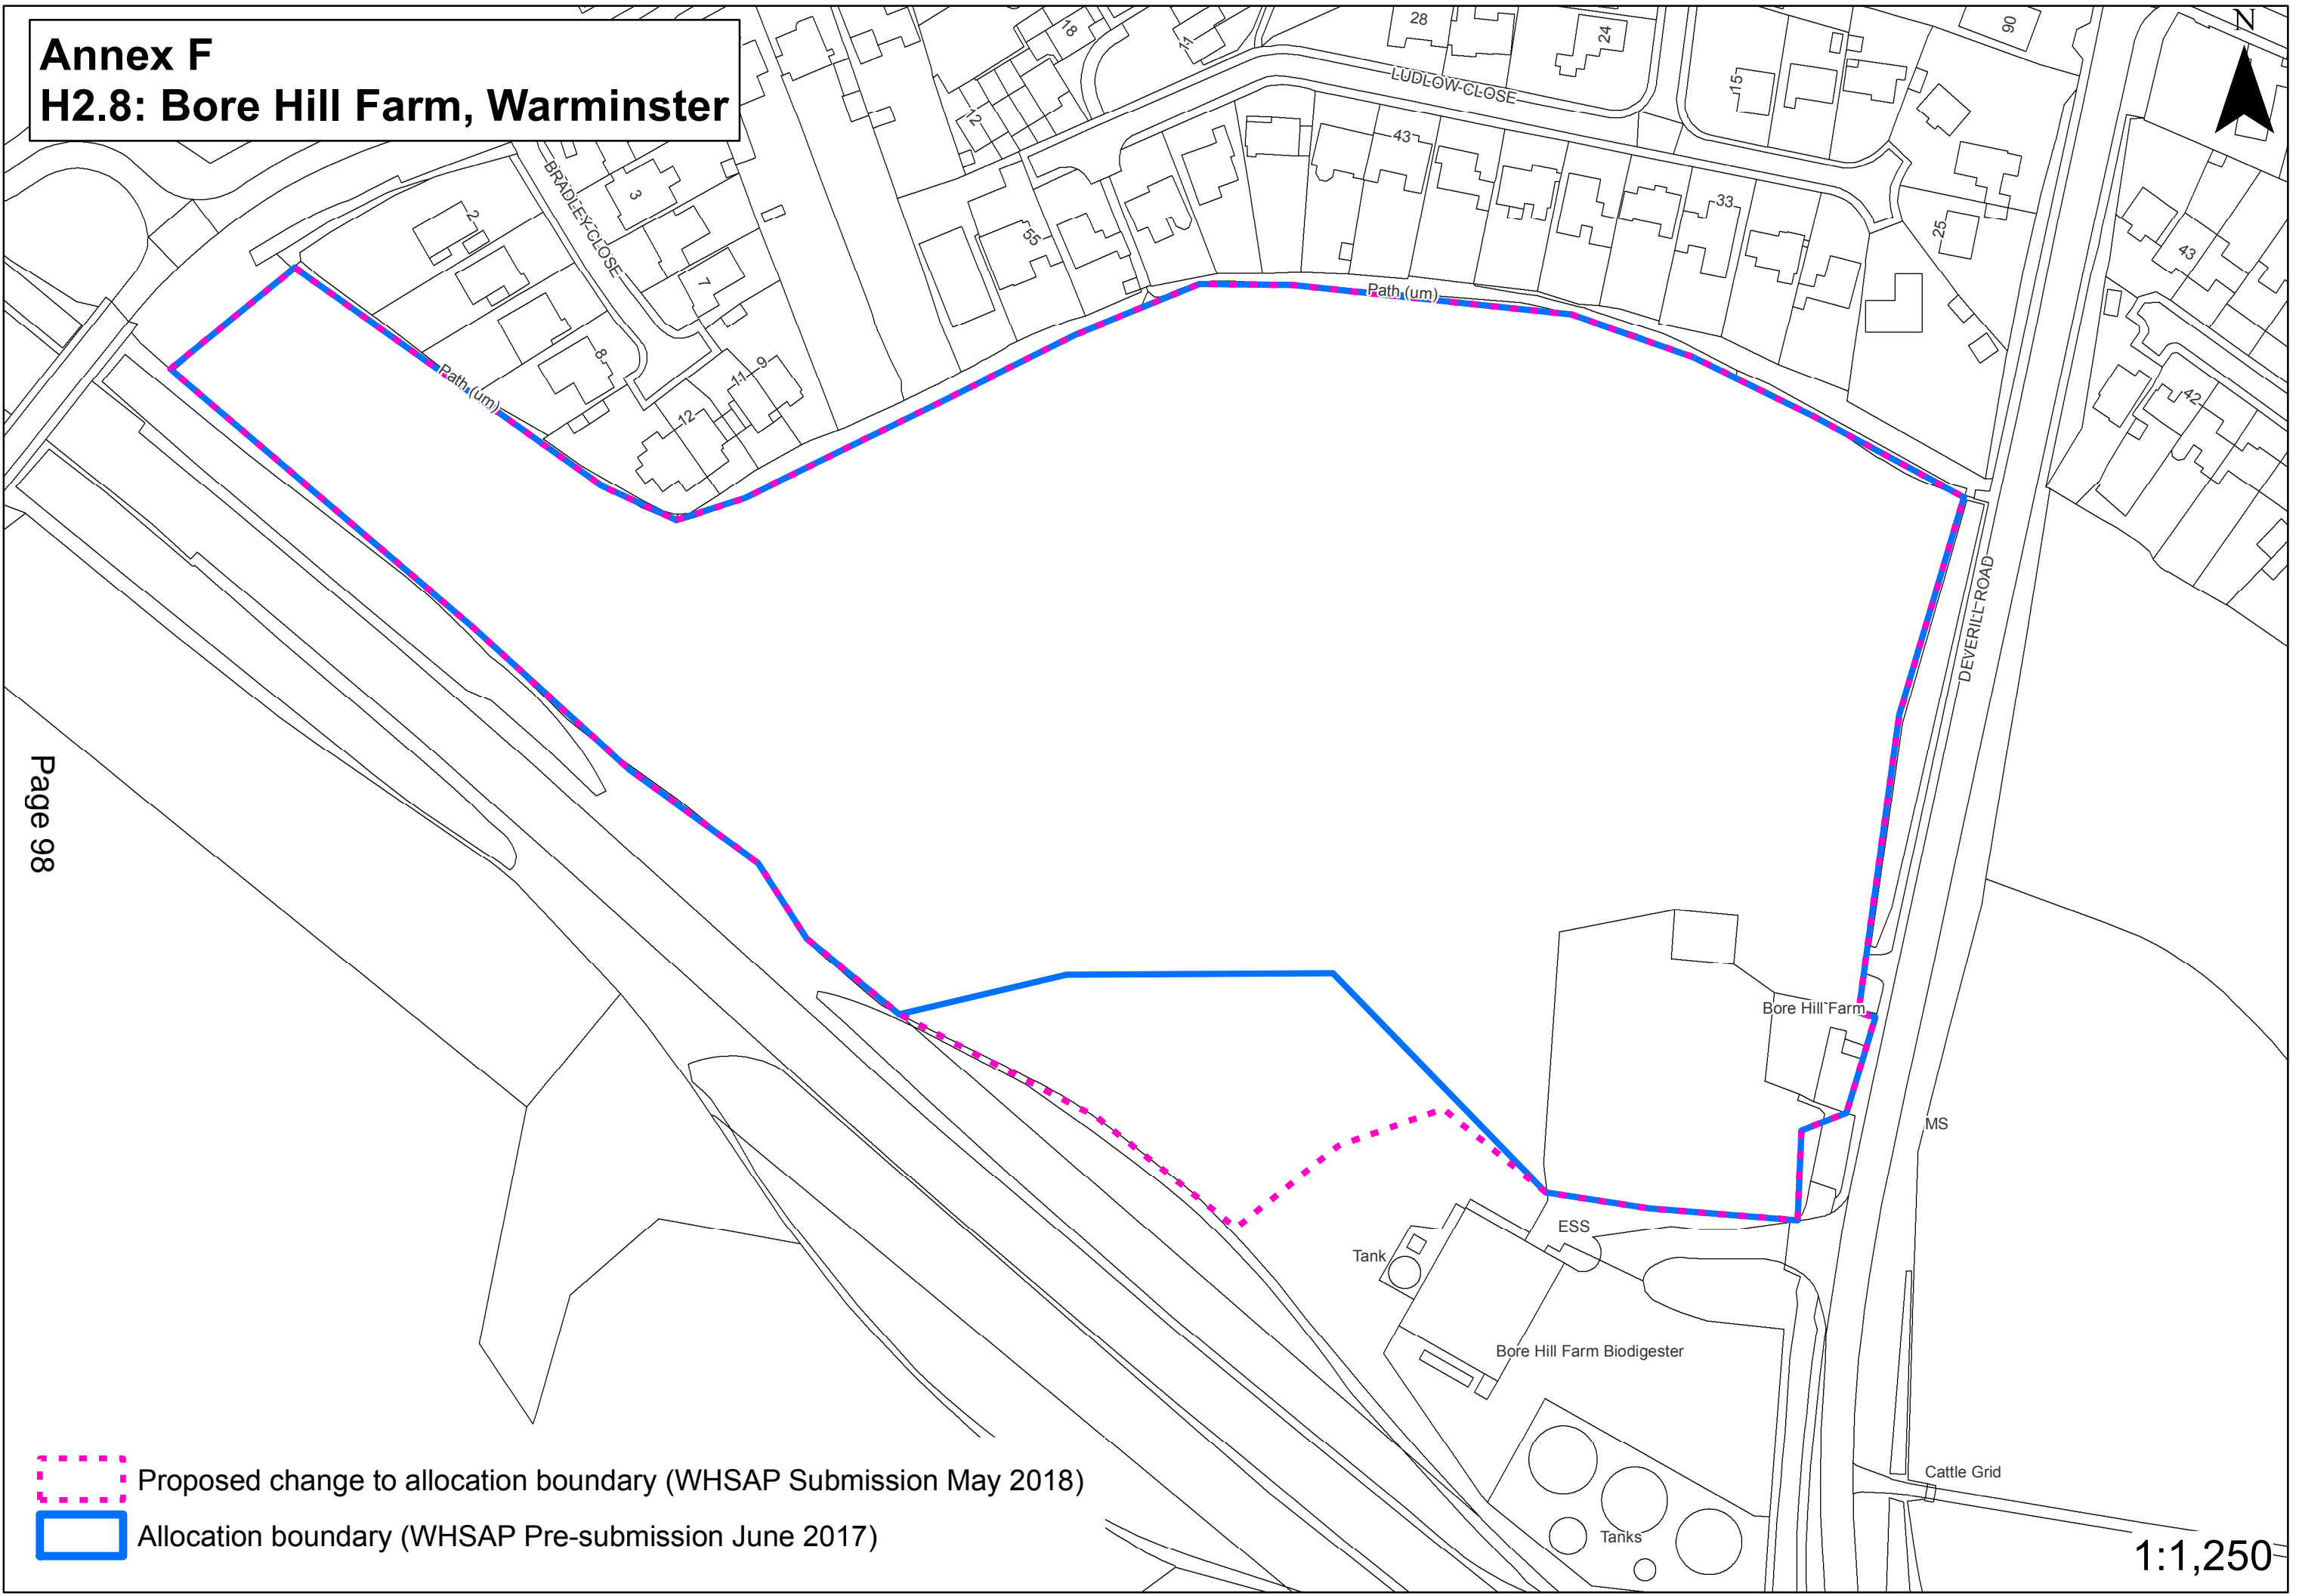 Annex F
H2.8: Bore Hill Farm, Warminster
N
18
11
28
24
90
12
LUDLOW CLOSE
15
43
BRADLEY CLOSE
3
2
55
33
25
43
7
Path (um)
Path (um)
8
11
9
12
42
DEVERILL ROAD
Page 98
Bore Hill Farm
MS
ESS
Tank
Bore Hill Farm Biodigester
Cattle Grid
Tanks
Proposed change to allocation boundary (WHSAP Submission May 2018)
Allocation boundary (WHSAP Pre-submission June 2017)
1:1,250